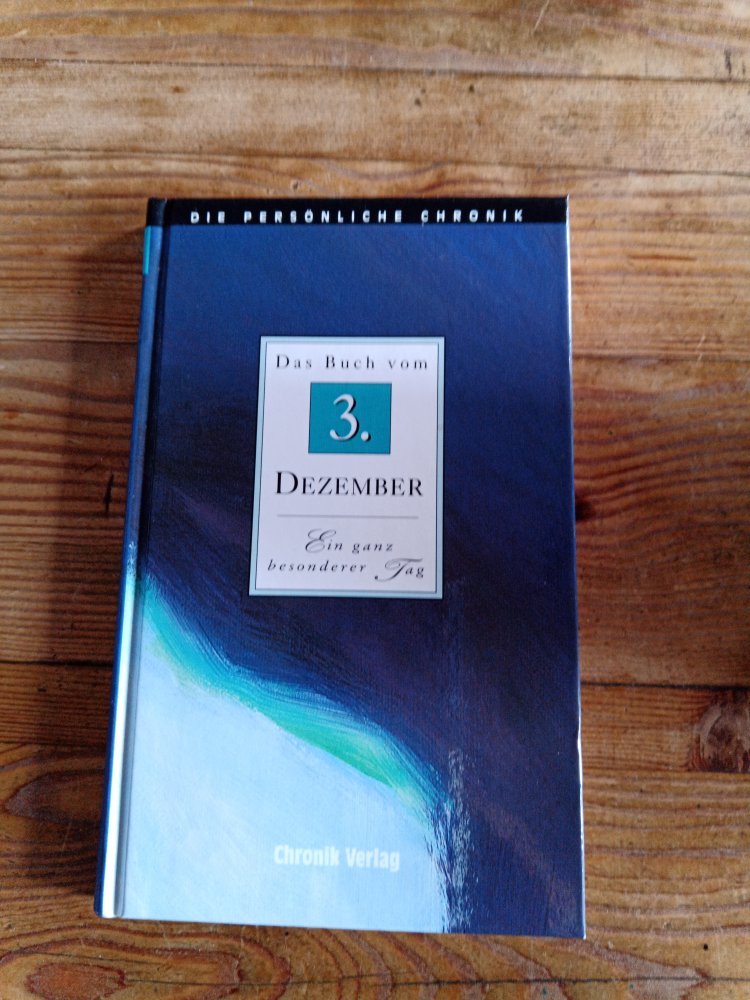 DIE PERSÖNLICHE CHRONIK
Das Buch vom
3.
DEZEMBER
Ein ganz
besonderer Tag
Chronik Verlag